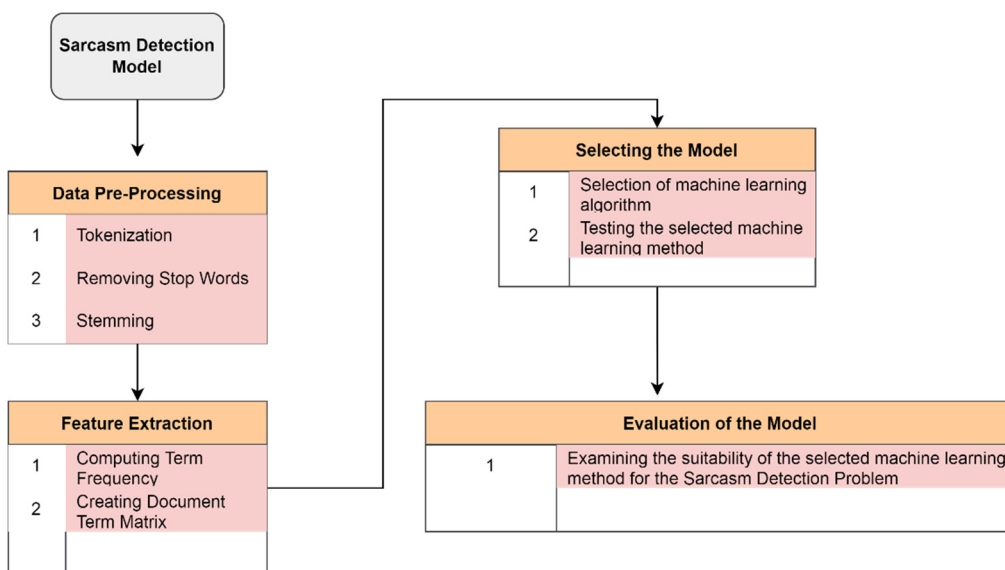 Sarcasm Detection
Model
Data Pre-Processing
1 Tokenization
2 Removing Stop Words
3 Stemming
Feature Extraction
1 Computing Term
Frequency
2 Creating Document
Term Matrix
Selecting the Model
1 Selection of machine learning
algorithm
2 Testing the selected machine
learning method
Evaluation of the Model
1 Examining the suitability of the selected machine learning
method for the Sarcasm Detection Problem